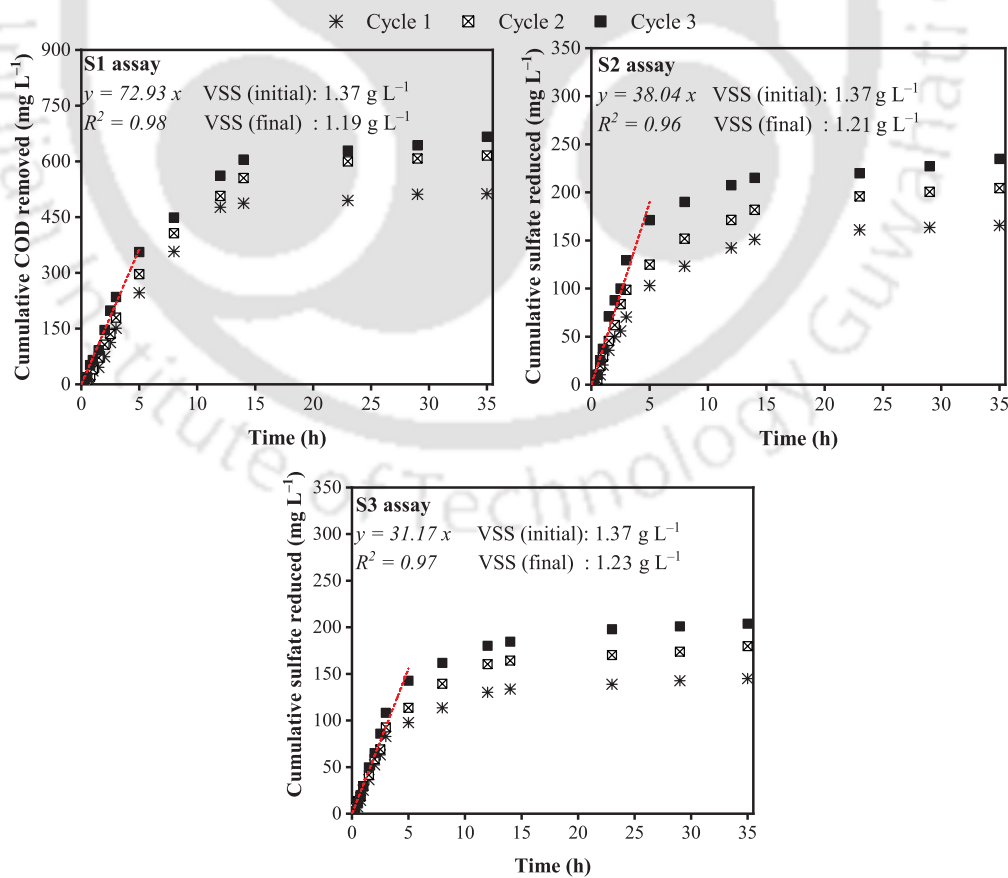 Cycle 1 Cycle 2 Cycle 3
Cumulative COD removed (mg L⁻¹)
900
750
600
450
300
150
0
S1 assay
y = 72.93 x VSS (initial): 1.37 g L⁻¹
R² = 0.98 VSS (final) : 1.19 g L⁻¹
0 5 10 15 20 25 30 35
Time (h)
Cumulative sulfate reduced (mg L⁻¹)
350
300
250
200
150
100
50
0
S2 assay
y = 38.04 x VSS (initial): 1.37 g L⁻¹
R² = 0.96 VSS (final) : 1.21 g L⁻¹
0 5 10 15 20 25 30 35
Time (h)
Cumulative sulfate reduced (mg L⁻¹)
350
300
250
200
150
100
50
0
S3 assay
y = 31.17 x VSS (initial): 1.37 g L⁻¹
R² = 0.97 VSS (final) : 1.23 g L⁻¹
0 5 10 15 20 25 30 35
Time (h)
Institute of Technology Guwahati